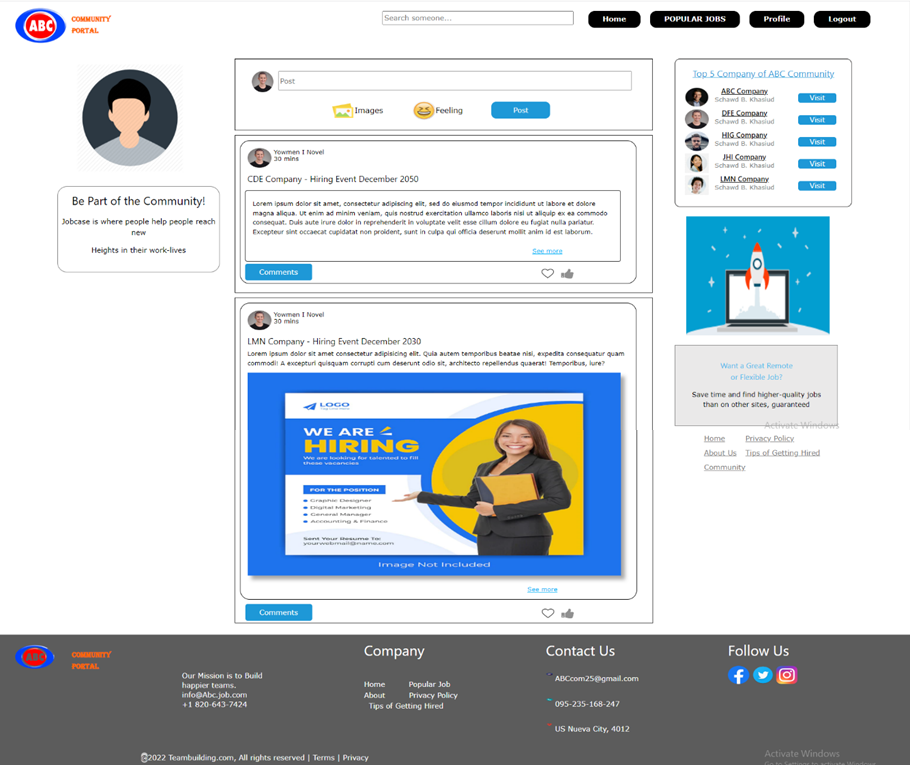 ABC
COMMUNITY
PORTAL
Search someone...
Home
POPULAR JOBS
Profile
Logout
Be Part of the Community!
Jobcase is where people help people reach
new
Heights in their work-lives
Post
Images
Feeling
Post
Yowmen I Novel
30 mins
CDE Company - Hiring Event December 2050
Lorem ipsum dolor sit amet, consectetur adipiscing elit, sed do eiusmod tempor incididunt ut labore et dolore
magna aliqua. Ut enim ad minim veniam, quis nostrud exercitation ullamco laboris nisi ut aliquip ex ea commodo
consequat. Duis aute irure dolor in reprehenderit in voluptate velit esse cillum dolore eu fugiat nulla pariatur.
Excepteur sint occaecat cupidatat non proident, sunt in culpa qui officia deserunt mollit anim id est laborum.
See more
Comments
Yowmen I Novel
30 mins
LMN Company - Hiring Event December 2030
Lorem ipsum dolor sit amet consectetur adipisicing elit. Quia autem temporibus beatae nisi, expedita consequatur quam
commodi! A excepturi quisquam corrupti cum deserunt odio sit, architecto repellendus quaerat! Temporibus, iure?
LOGO
WE ARE
HIRING
We are looking for talented to fill
these vacancies
FOR THE POSITION
Graphic Designer
Digital Marketing
General Manager
Accounting & Finance
Sent Your Resume To:
yourwebmail@name.com
Image Not Included
See more
Comments
Top 5 Company of ABC Community
ABC Company
Schawd B. Khasiud
Visit
DFE Company
Schawd B. Khasiud
Visit
HIG Company
Schawd B. Khasiud
Visit
JHI Company
Schawd B. Khasiud
Visit
LMN Company
Schawd B. Khasiud
Visit
Want a Great Remote
or Flexible Job?
Save time and find higher-quality jobs
than on other sites, guaranteed
Activate Windows
Home Privacy Policy
About Us Tips of Getting Hired
Community
ABC
COMMUNITY
PORTAL
Our Mission is to Build
happier teams.
info@Abc.job.com
+1 820-643-7424
Company
Home Popular Job
About Privacy Policy
Tips of Getting Hired
Contact Us
ABCcom25@gmail.com
095-235-168-247
US Nueva City, 4012
Follow Us
©2022 Teambuilding.com, All rights reserved | Terms | Privacy
Activate Windows
Go to Settings to activate Windows.